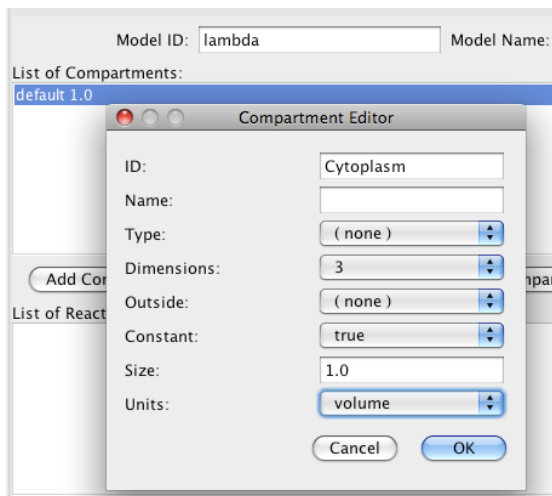 Model ID: lambda Model Name:
List of Compartments:
default 1.0
Compartment Editor
ID: Cytoplasm
Name:
Type: ( none )
Dimensions: 3
Add
Outside: ( none )
List of
Constant: true
Size: 1.0
Units: volume
Cancel OK